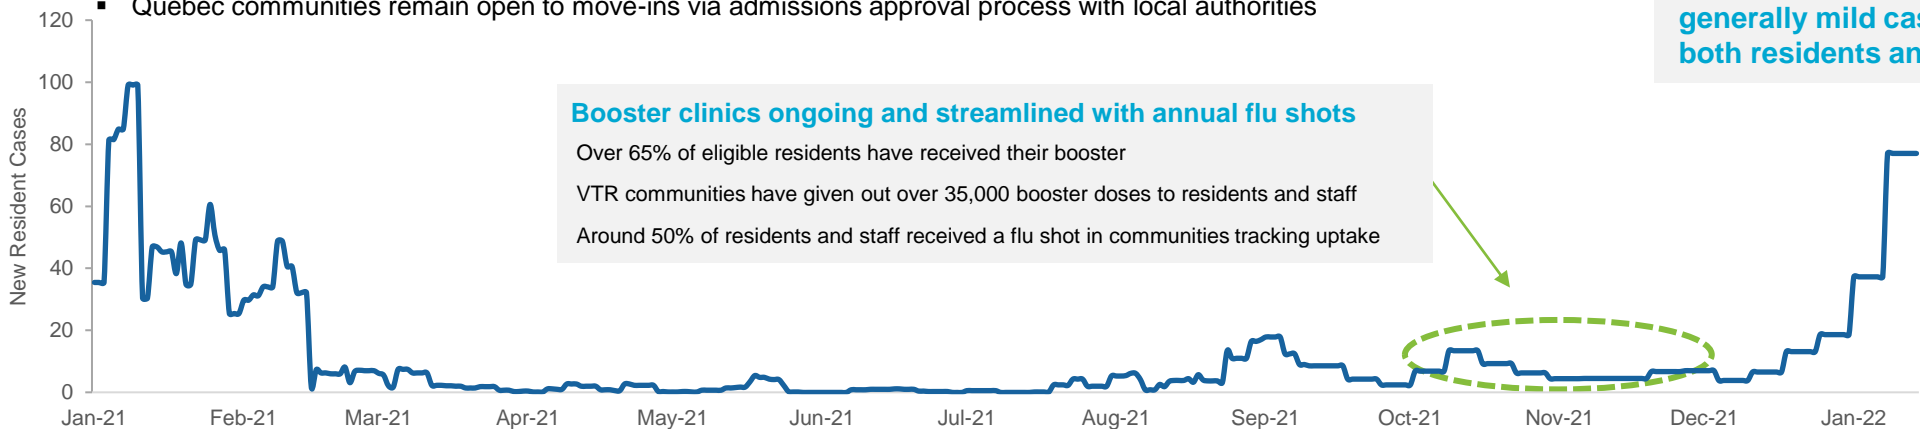 ▪ Quebec communities remain open to move-ins via admissions approval process with local authorities
generally mild
both residents
Booster clinics ongoing and streamlined with annual flu shots
Over 65% of eligible residents have received their booster
VTR communities have given out over 35,000 booster doses to residents and staff
Around 50% of residents and staff received a flu shot in communities tracking uptake
New Resident Cases
120
100
80
60
40
20
0
Jan-21 Feb-21 Mar-21 Apr-21 May-21 Jun-21 Jul-21 Aug-21 Sep-21 Oct-21 Nov-21 Dec-21 Jan-22